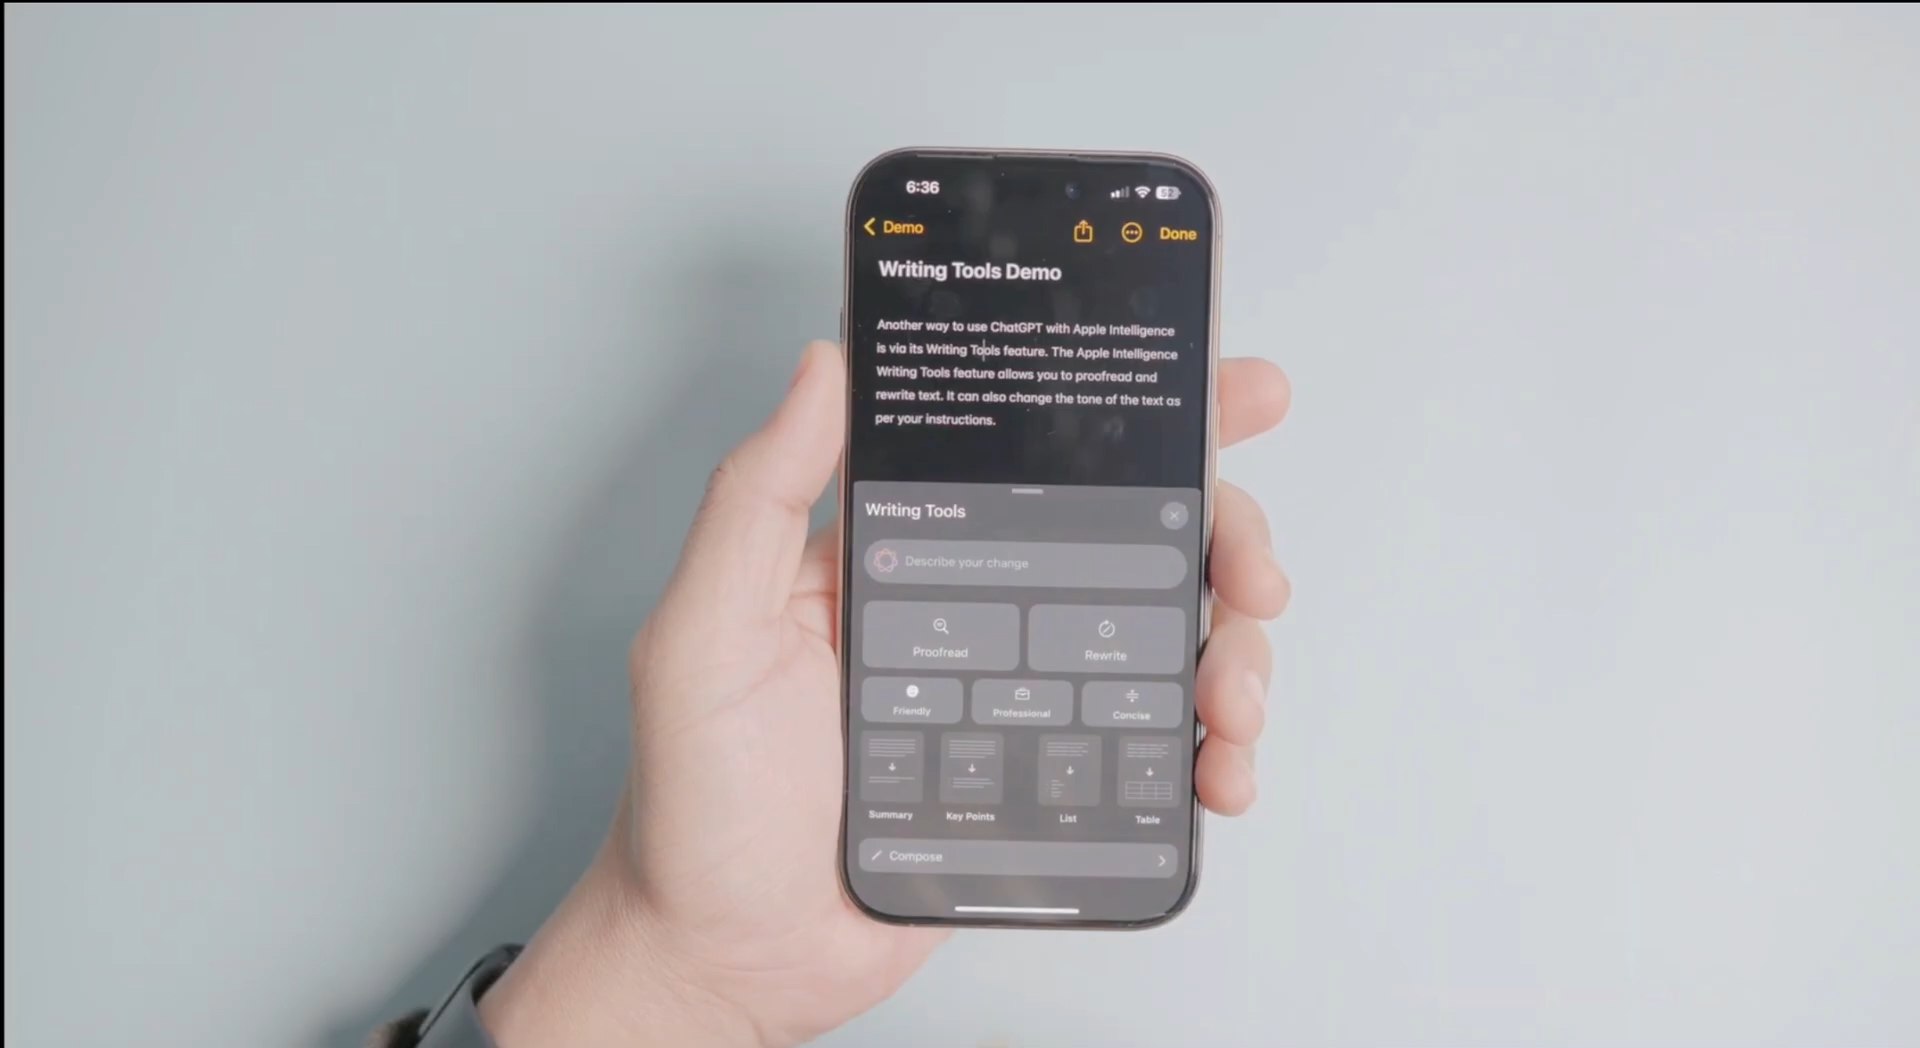 6:36
52
Demo
Done
Writing Tools Demo
Another way to use ChatGPT with Apple Intelligence
is via its Writing Tools feature. The Apple Intelligence
Writing Tools feature allows you to proofread and
rewrite text. It can also change the tone of the text as
per your instructions.
Writing Tools
Describe your change
Proofread
Rewrite
Friendly
Professional
Concise
Summary
Key Points
List
Table
Compose